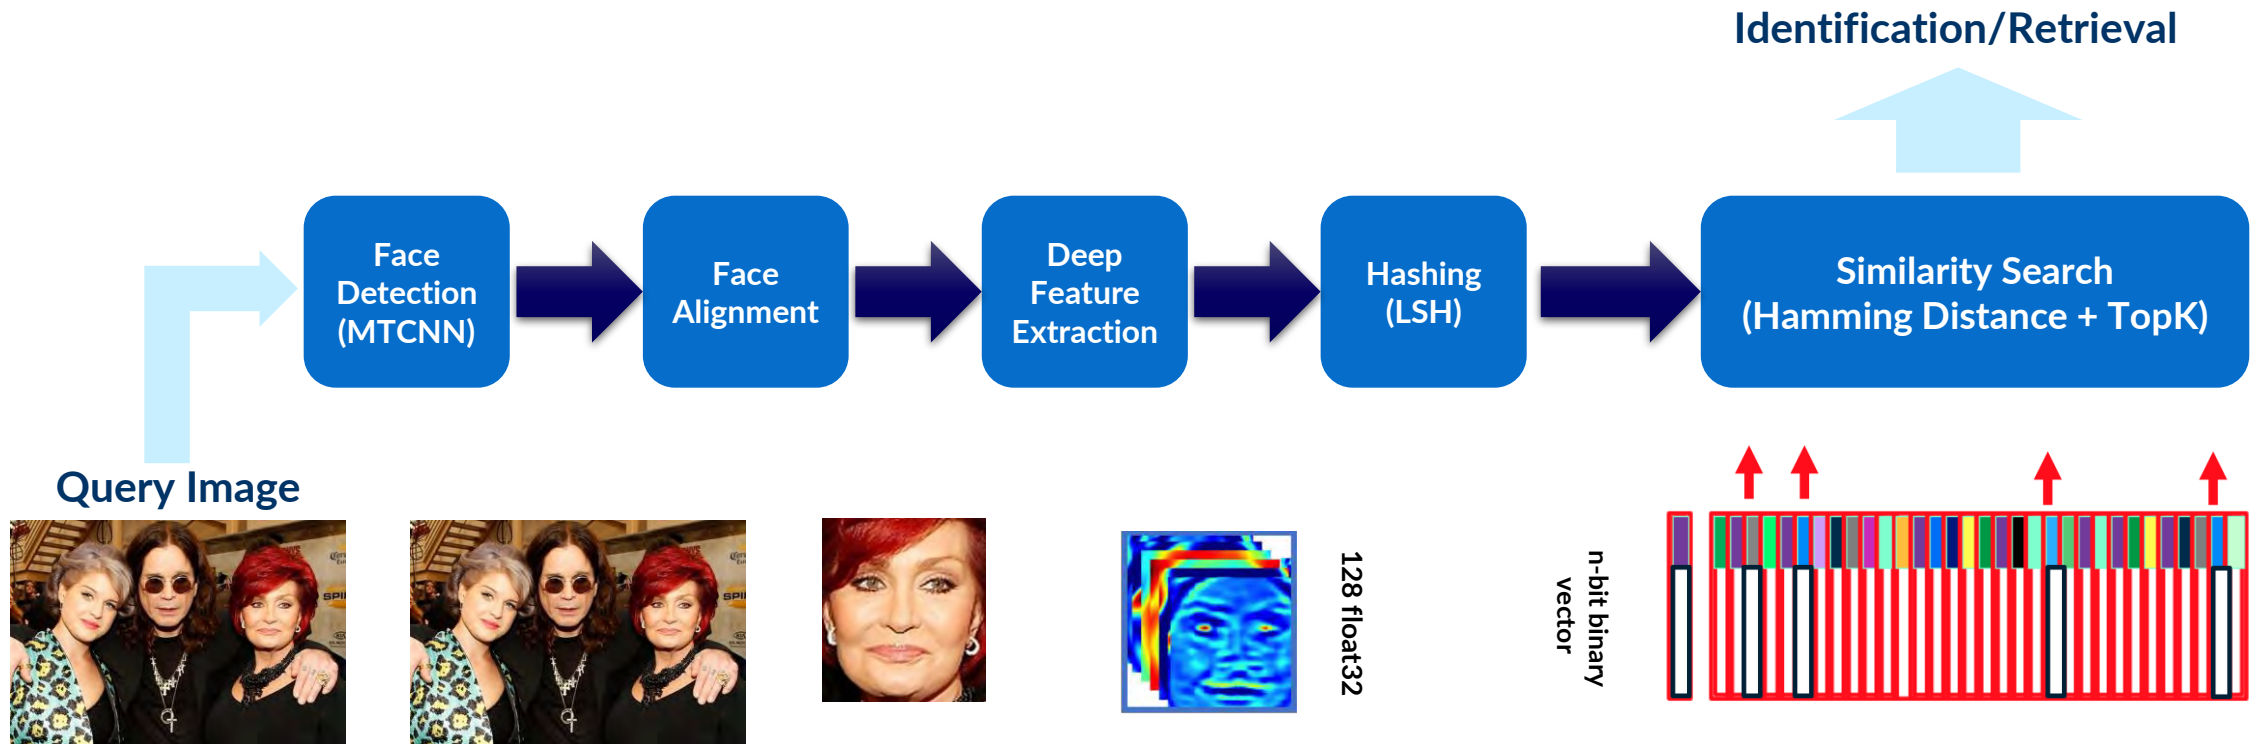 Identification/Retrieval
Face
Detection
(MTCNN)
Face
Alignment
Deep
Feature
Extraction
Hashing
(LSH)
Similarity Search
(Hamming Distance + TopK)
Query Image
128 float32
n-bit binary
vector